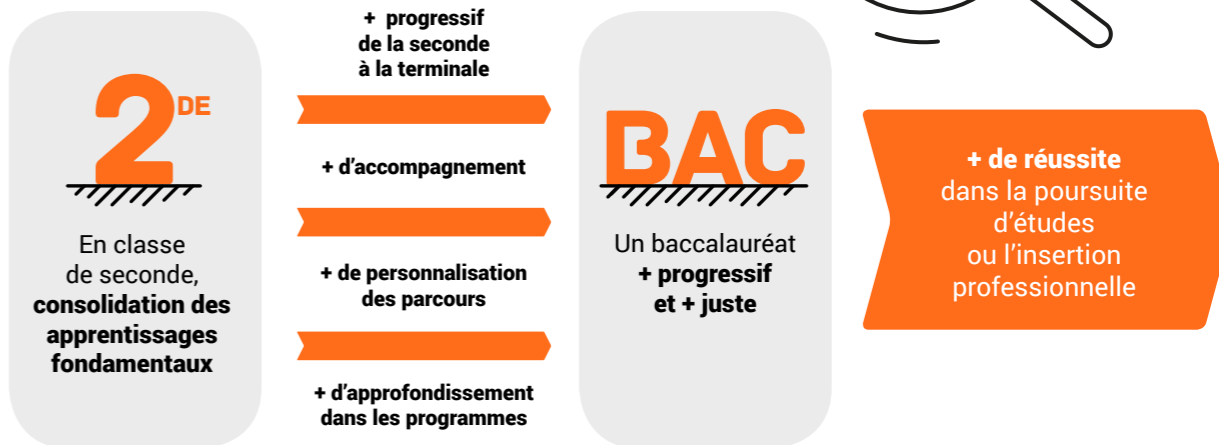 2DE
En classe
de seconde,
consolidation des
apprentissages
fondamentaux
+ progressif
de la seconde
à la terminale
+ d'accompagnement
+ de personnalisation
des parcours
+ d'approfondissement
dans les programmes
BAC
Un baccalauréat
+ progressif
et + juste
+ de réussite
dans la poursuite
d'études
ou l'insertion
professionnelle